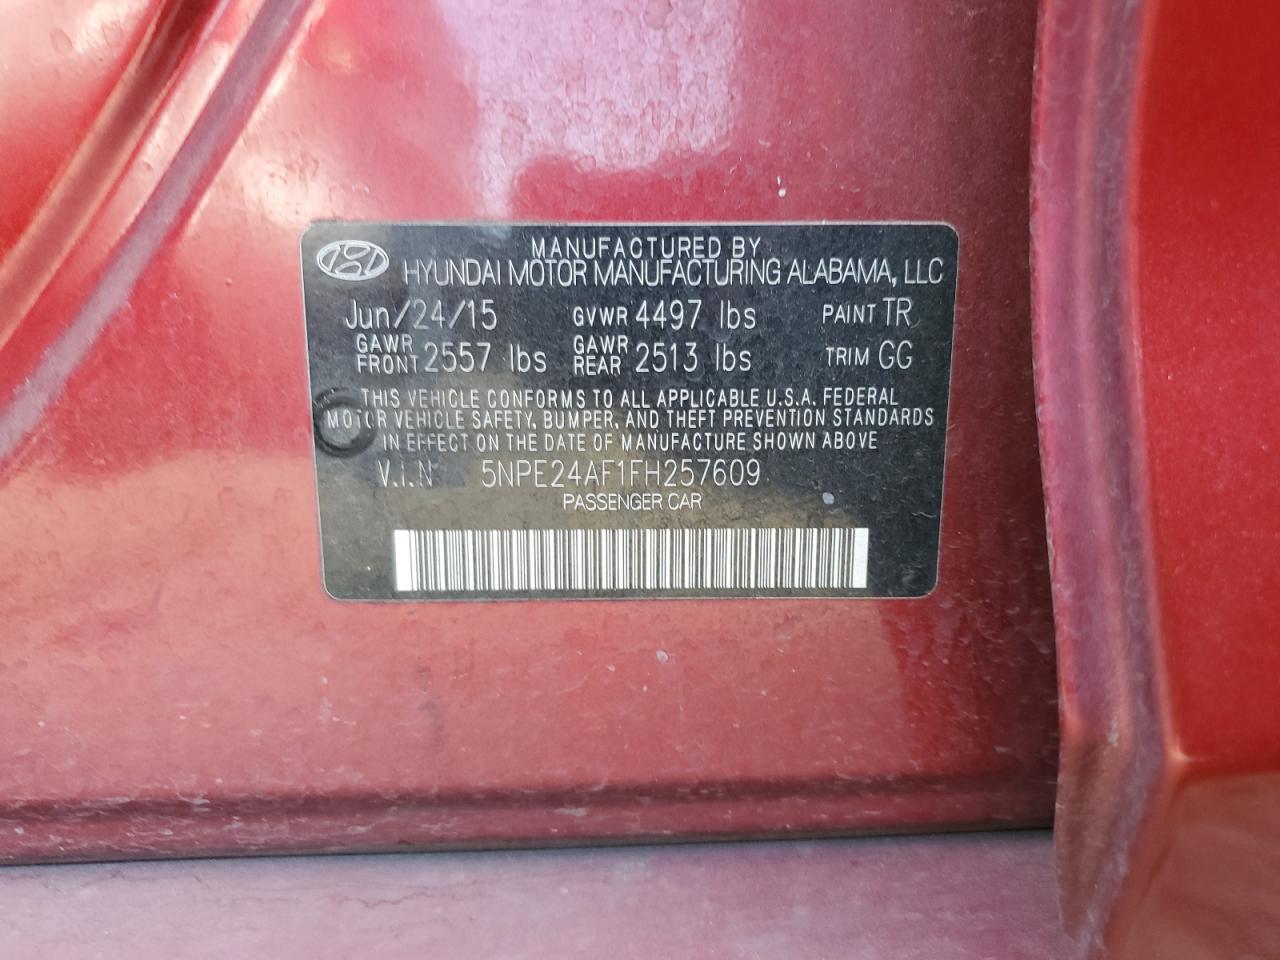 MANUFACTURED BY
HYUNDAI MOTOR MANUFACTURING ALABAMA, LLC
Jun/24/15 GVWR 4497 lbs PAINT TR
GAWR FRONT 2557 lbs GAWR REAR 2513 lbs TRIM GG
THIS VEHICLE CONFORMS TO ALL APPLICABLE U.S.A. FEDERAL
MOTOR VEHICLE SAFETY, BUMPER, AND THEFT PREVENTION STANDARDS
IN EFFECT ON THE DATE OF MANUFACTURE SHOWN ABOVE
V.I.N 5NPE24AF1FH257609
PASSENGER CAR